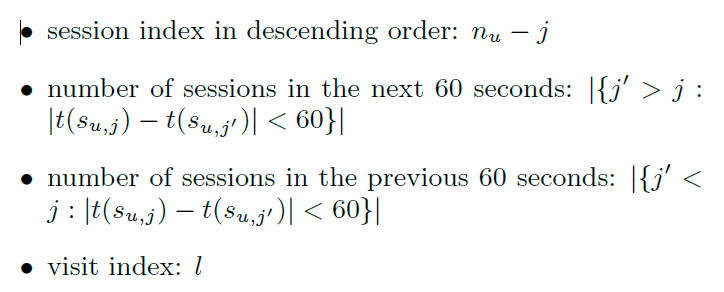 • session index in descending order: n_u − j
• number of sessions in the next 60 seconds: |{j′ > j :
|t(s_{u,j}) − t(s_{u,j′})| < 60}|
• number of sessions in the previous 60 seconds: |{j′ <
j : |t(s_{u,j}) − t(s_{u,j′})| < 60}|
• visit index: l